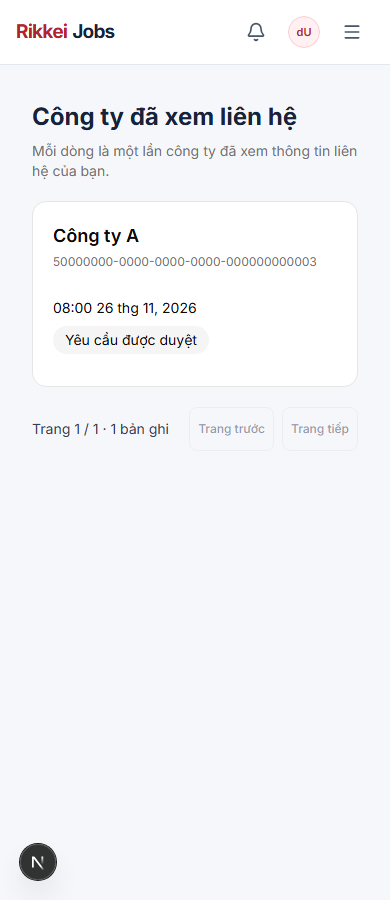 Rikkei Jobs
dU
Công ty đã xem liên hệ
Mỗi dòng là một lần công ty đã xem thông tin liên
hệ của bạn.
Công ty A
50000000-0000-0000-0000-000000000003
08:00 26 thg 11, 2026
Yêu cầu được duyệt
Trang 1 / 1 · 1 bản ghi
Trang trước
Trang tiếp
N